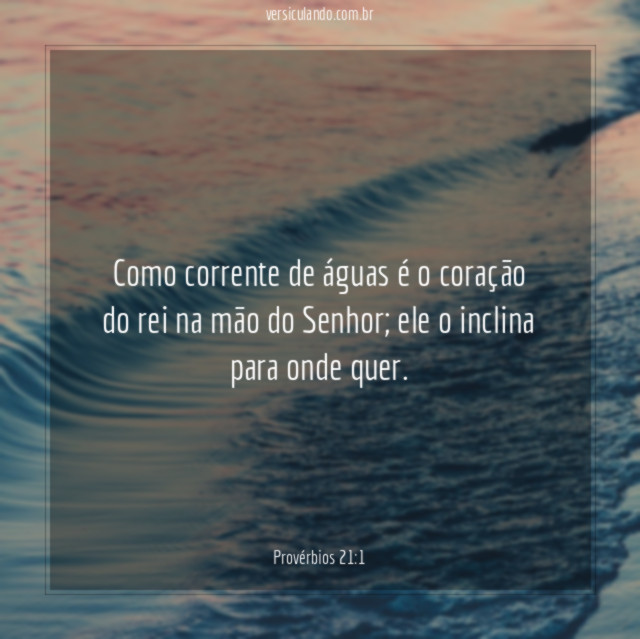 versiculando.com.br
Como corrente de águas é o coração
do rei na mão do Senhor; ele o inclina
para onde quer.
Provérbios 21:1